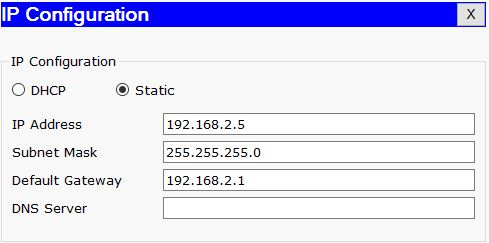 IP Configuration X
IP Configuration
DHCP Static
IP Address 192.168.2.5
Subnet Mask 255.255.255.0
Default Gateway 192.168.2.1
DNS Server